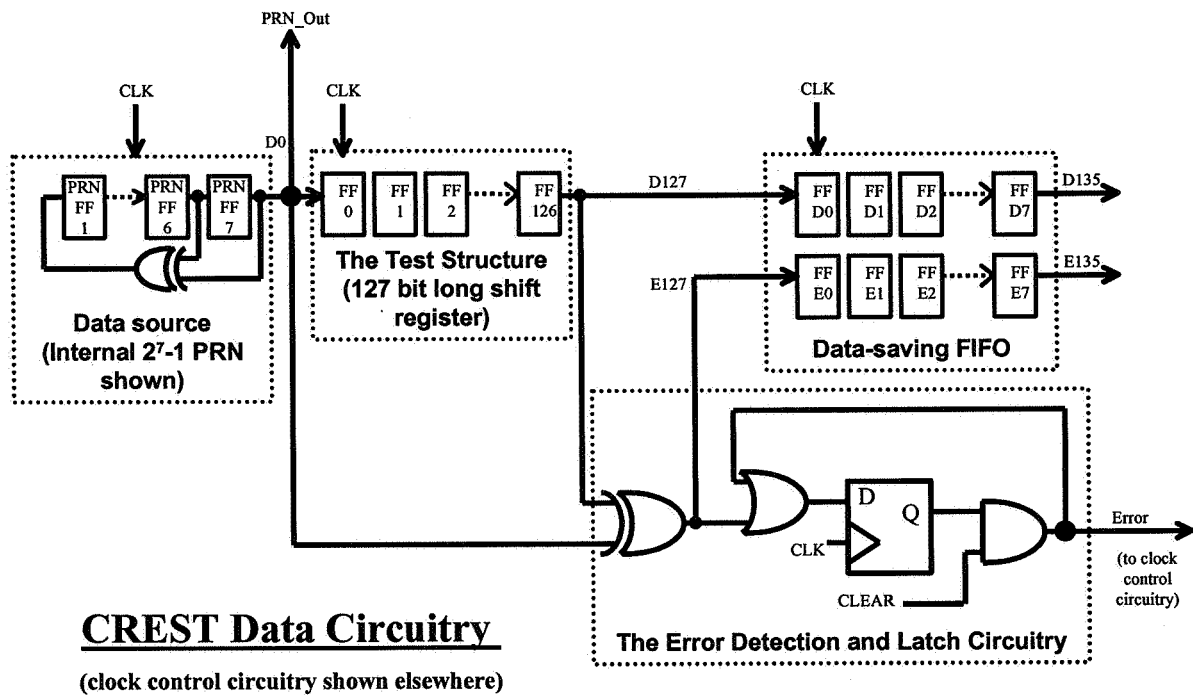 PRN_Out
CLK
CLK
CLK
D0
PRN
FF
1
PRN
FF
6
PRN
FF
7
Data source
(Internal 2⁷-1 PRN
shown)
FF
0
FF
1
FF
2
FF
126
The Test Structure
(127 bit long shift
register)
D127
E127
FF
D0
FF
D1
FF
D2
FF
D7
D135
FF
E0
FF
E1
FF
E2
FF
E7
E135
Data-saving FIFO
D
Q
CLK
CLEAR
Error
(to clock
control
circuitry)
The Error Detection and Latch Circuitry
CREST Data Circuitry
(clock control circuitry shown elsewhere)